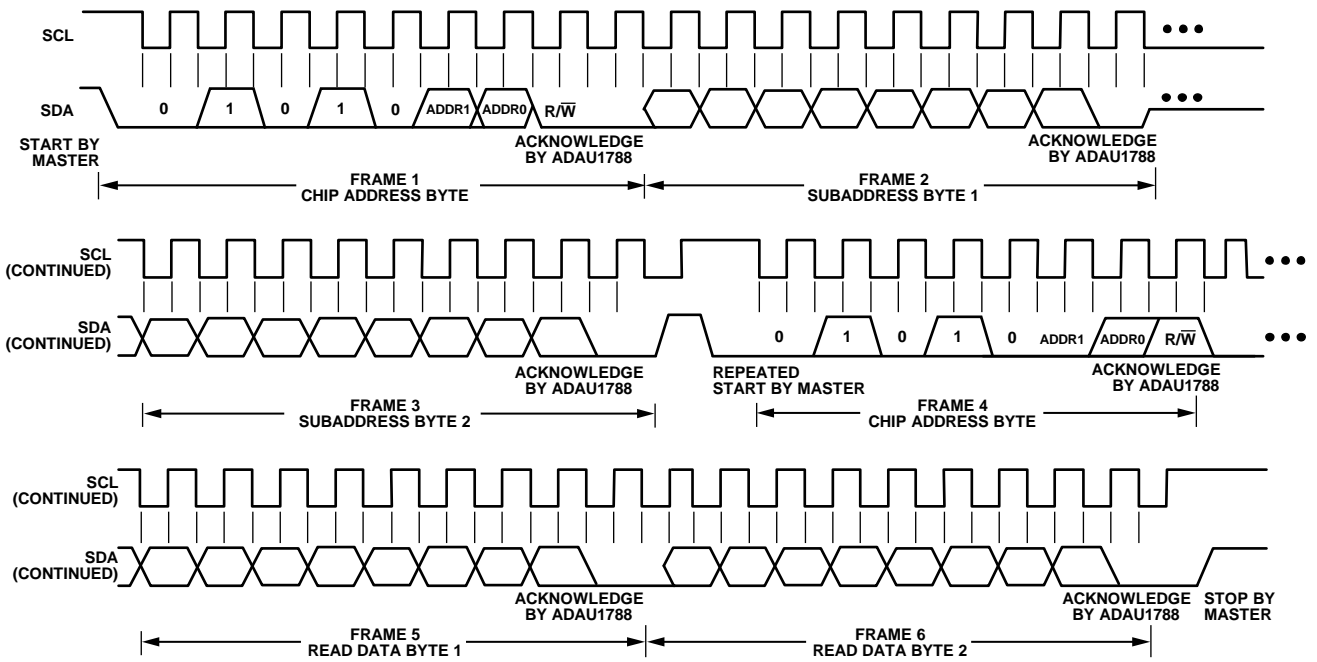 SCL
SDA
0 1 0 1 0 ADDR1 ADDR0 R/W̅
START BY
MASTER
ACKNOWLEDGE
BY ADAU1788
ACKNOWLEDGE
BY ADAU1788
FRAME 1
CHIP ADDRESS BYTE
FRAME 2
SUBADDRESS BYTE 1
SCL
(CONTINUED)
SDA
(CONTINUED)
0 1 0 1 0 ADDR1 ADDR0 R/W̅
ACKNOWLEDGE
BY ADAU1788
REPEATED
START BY MASTER
ACKNOWLEDGE
BY ADAU1788
FRAME 3
SUBADDRESS BYTE 2
FRAME 4
CHIP ADDRESS BYTE
SCL
(CONTINUED)
SDA
(CONTINUED)
ACKNOWLEDGE
BY ADAU1788
ACKNOWLEDGE
BY ADAU1788
STOP BY
MASTER
FRAME 5
READ DATA BYTE 1
FRAME 6
READ DATA BYTE 2